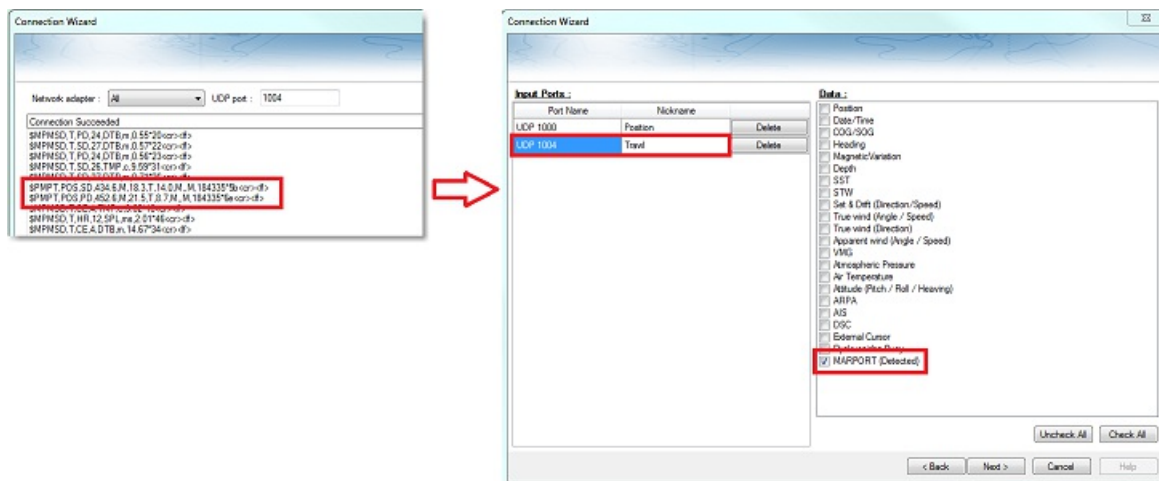 Connection Wizard
Network adapter : All UDP port : 1004
Connection Succeeded
$MPMSD,T,PD,24,DTB,m,0.55*20<cr><lf>
$MPMSD,T,SD,27,DTB,m,0.57*22<cr><lf>
$MPMSD,T,PD,24,DTB,m,0.56*23<cr><lf>
$MPMSD,T,SD,26,TMP,c,9.59*31<cr><lf>
$PMPT,POS,SD,434.6,M,18.3,T,14.0,M,,M,184335*5b<cr><lf>
$PMPT,POS,PD,452.6,M,21.5,T,8.7,M,,M,184335*6e<cr><lf>
$MPMSD,T,HR,12,SPL,ms,2.01*46<cr><lf>
$MPMSD,T,CE,A,DTB,m,14.67*34<cr><lf>
Connection Wizard
Input Ports :
Port Name Nickname
UDP 1000 Position Delete
UDP 1004 Trawl Delete
Data :
Position
Date/Time
COG/SOG
Heading
Magnetic Variation
Depth
SST
STW
Set & Drift (Direction/Speed)
True wind (Angle / Speed)
True wind (Direction)
Apparent wind (Angle / Speed)
VMG
Atmospheric Pressure
Air Temperature
Attitude (Pitch / Roll / Heaving)
ARPA
AIS
DSC
External Cursor
MARPORT (Detected)
Uncheck All Check All
< Back Next > Cancel Help